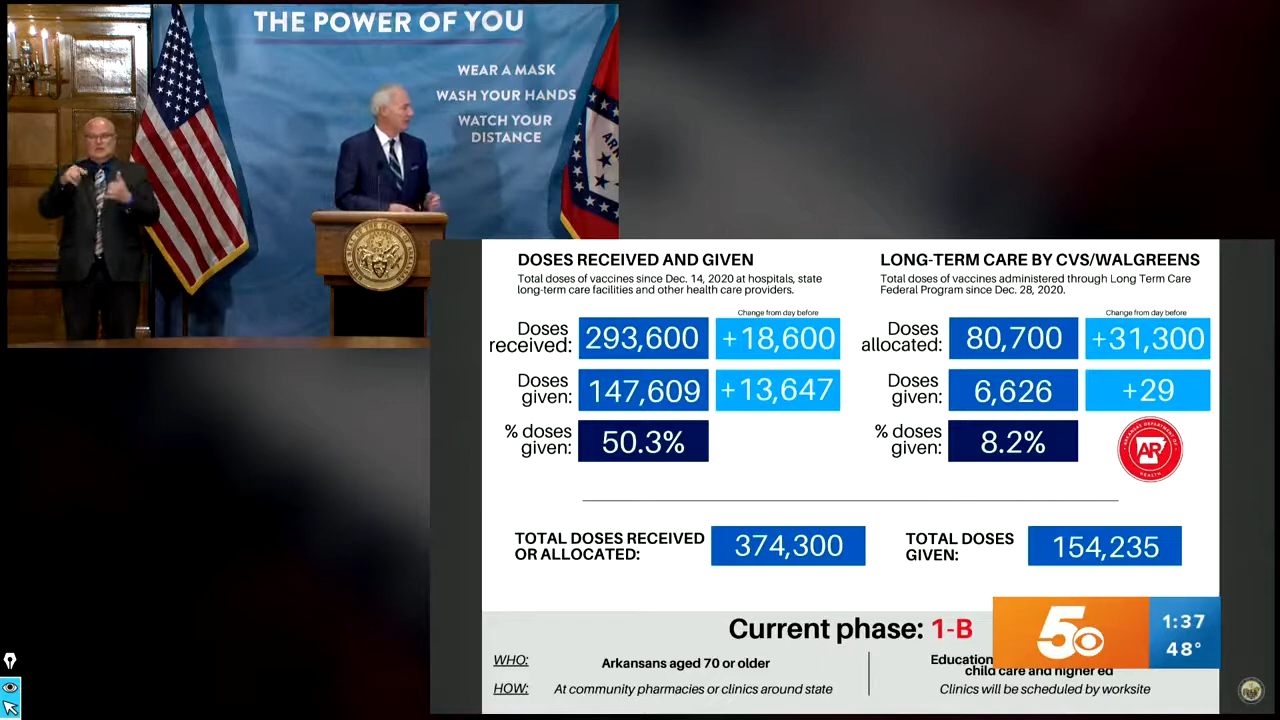 THE POWER OF YOU
WEAR A MASK
WASH YOUR HANDS
WATCH YOUR
DISTANCE
DOSES RECEIVED AND GIVEN
Total doses of vaccines since Dec. 14, 2020 at hospitals, state
long-term care facilities and other health care providers.
Change from day before
Doses
received:
293,600
+18,600
Doses
given:
147,609
+13,647
% doses
given:
50.3%
LONG-TERM CARE BY CVS/WALGREENS
Total doses of vaccines administered through Long Term Care
Federal Program since Dec. 28, 2020.
Change from day before
Doses
allocated:
80,700
+31,300
Doses
given:
6,626
+29
% doses
given:
8.2%
ARKANSAS DEPARTMENT OF
AR
HEALTH
TOTAL DOSES RECEIVED
OR ALLOCATED:
374,300
TOTAL DOSES
GIVEN:
154,235
Current phase: 1-B
WHO:
Arkansans aged 70 or older
Education
child care and higher ed
HOW:
At community pharmacies or clinics around state
Clinics will be scheduled by worksite
5
1:37
48°